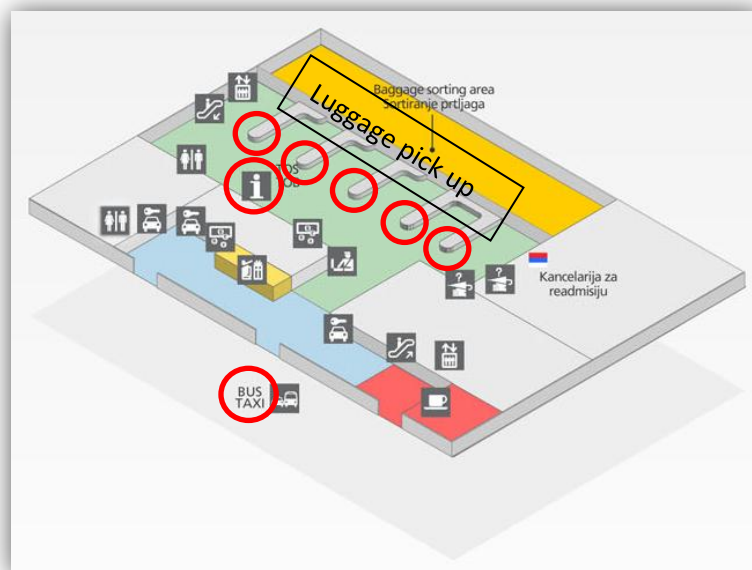 Baggage sorting area
Sortiranje prtljaga
Luggage pick up
i
Kancelarija za
readmisiju
BUS
TAXI